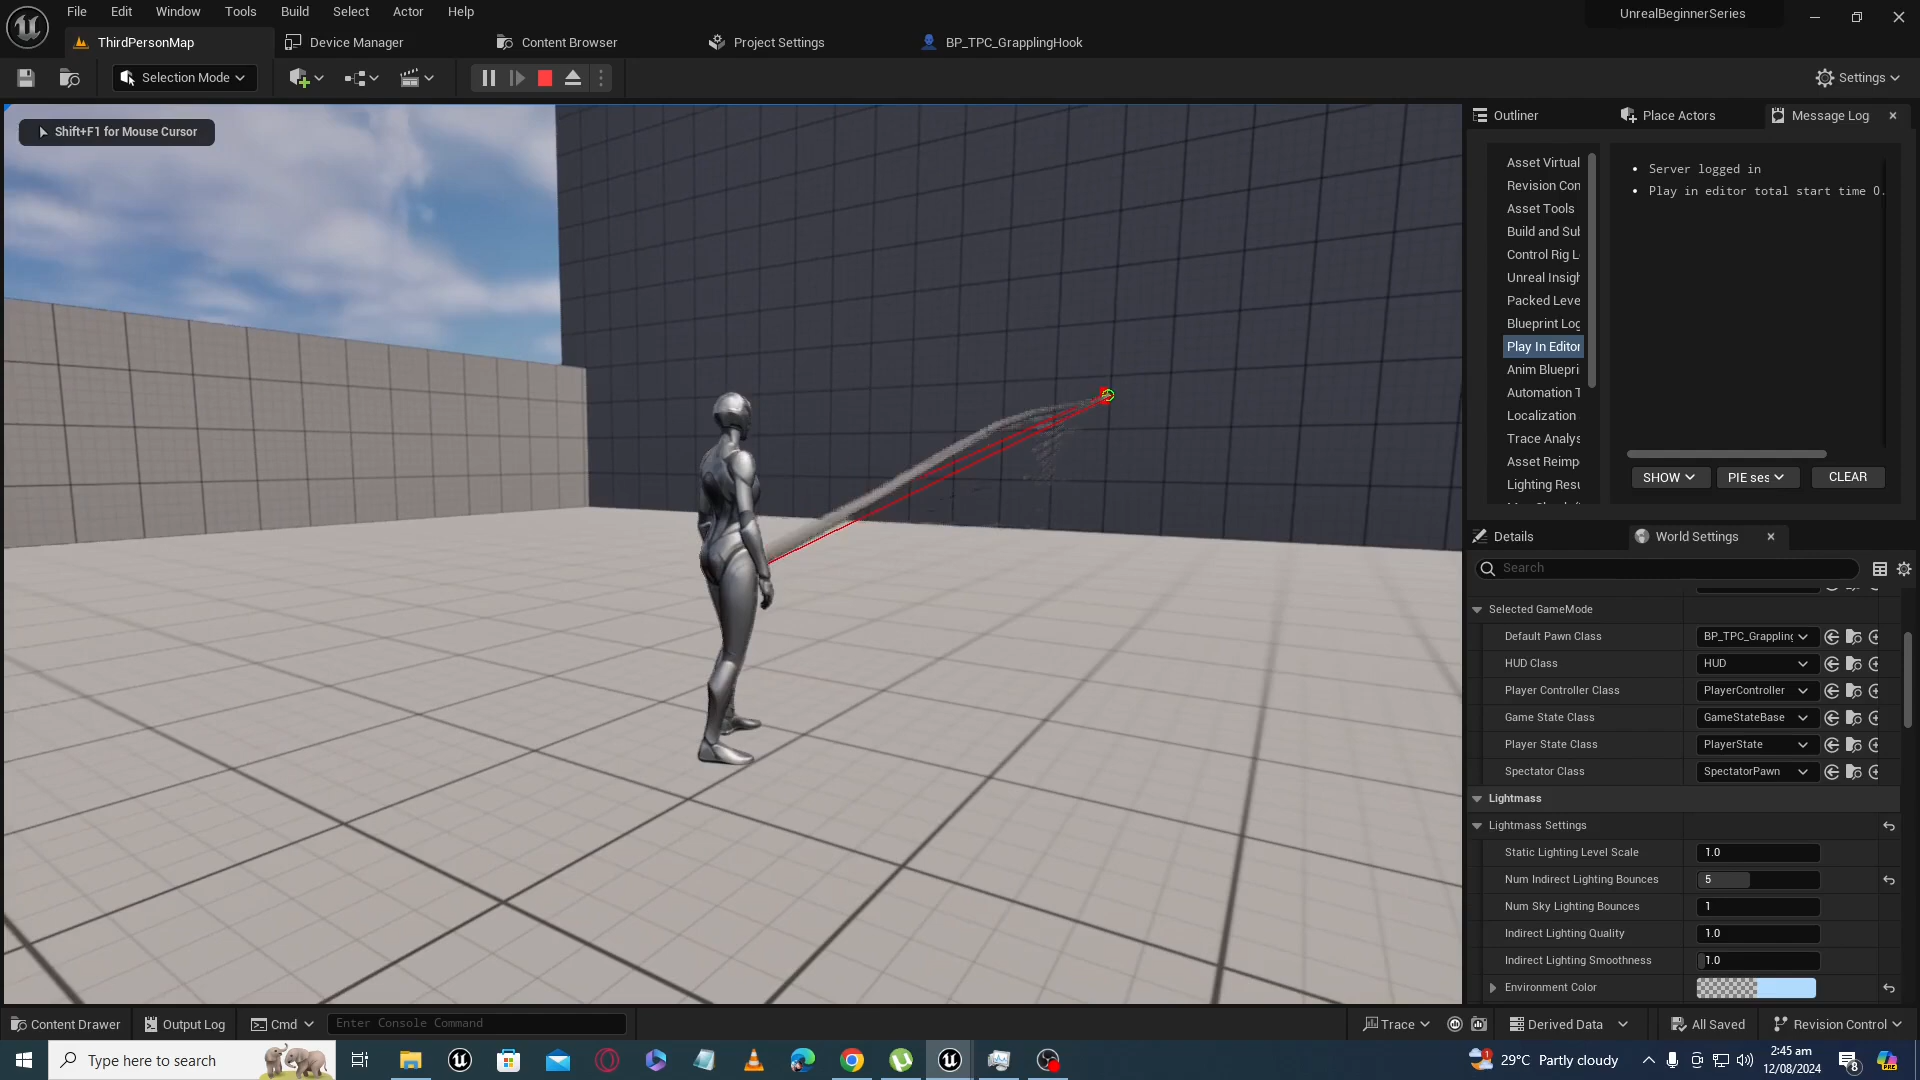 File Edit Window Tools Build Select Actor Help
UnrealBeginnerSeries
ThirdPersonMap
Device Manager
Content Browser
Project Settings
BP_TPC_GrapplingHook
Selection Mode
Settings
Shift+F1 for Mouse Cursor
Outliner
Place Actors
Message Log
Asset Virtual
Revision Con
Asset Tools
Build and Sub
Control Rig L
Unreal Insigh
Packed Leve
Blueprint Log
Play In Editor
Anim Bluepri
Automation T
Localization
Trace Analys
Asset Reimp
Lighting Resu
Server logged in
Play in editor total start time 0.
SHOW
PIE ses
CLEAR
Details
World Settings
Search
Selected GameMode
Default Pawn Class BP_TPC_Grappling
HUD Class HUD
Player Controller Class PlayerController
Game State Class GameStateBase
Player State Class PlayerState
Spectator Class SpectatorPawn
Lightmass
Lightmass Settings
Static Lighting Level Scale 1.0
Num Indirect Lighting Bounces 5
Num Sky Lighting Bounces 1
Indirect Lighting Quality 1.0
Indirect Lighting Smoothness 1.0
Environment Color
Content Drawer
Output Log
Cmd
Enter Console Command
Trace
Derived Data
All Saved
Revision Control
Type here to search
1
29°C Partly cloudy
2:45 am
12/08/2024
8
PRE